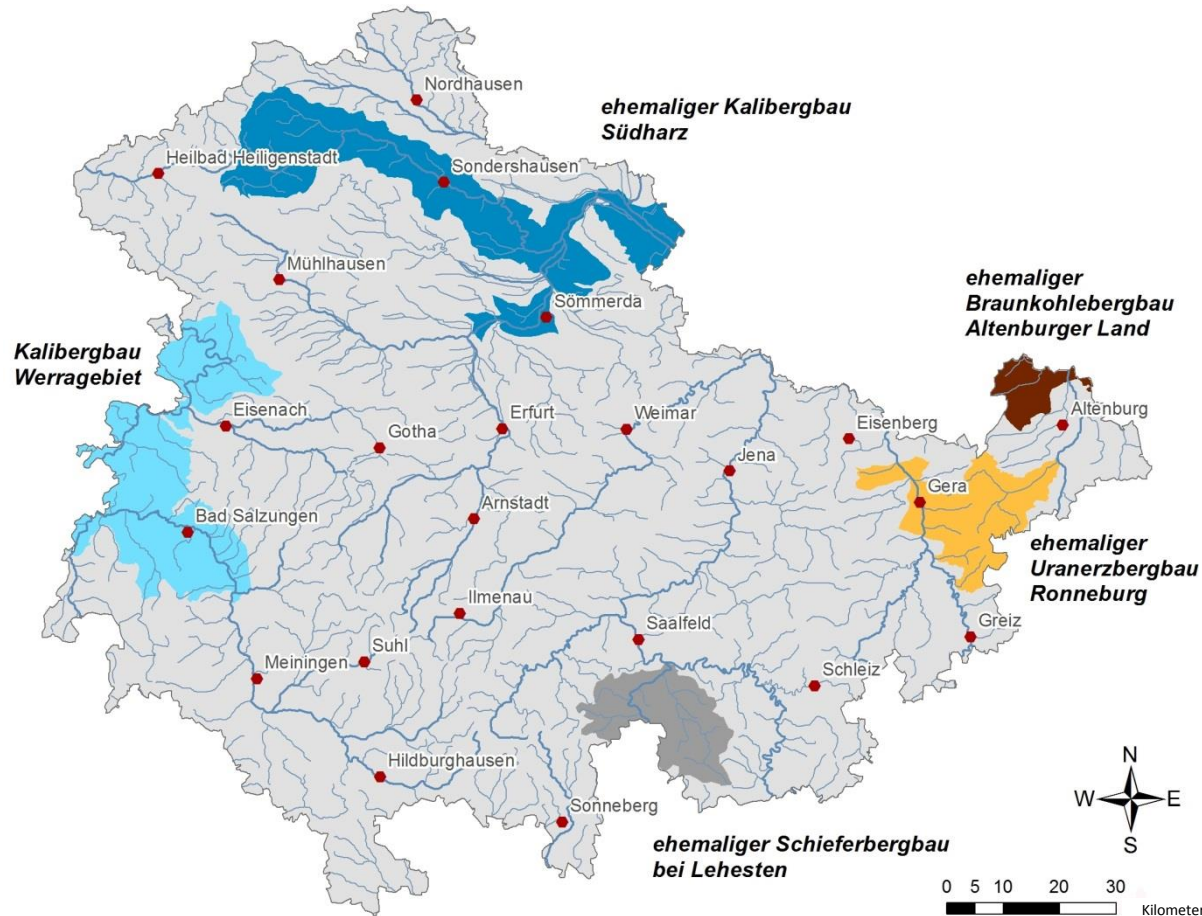 Nordhausen
ehemaliger Kalibergbau
Südharz
Heilbad Heiligenstadt
Sondershausen
Mühlhausen
ehemaliger
Braunkohlebergbau
Altenburger Land
Sömmerda
Kalibergbau
Werragebiet
Eisenach
Gotha
Erfurt
Weimar
Eisenberg
Altenburg
Jena
Gera
Bad Salzungen
Arnstadt
ehemaliger
Uranerzbergbau
Ronneburg
Ilmenau
Saalfeld
Greiz
Suhl
Meiningen
Schleiz
Hildburghausen
Sonneberg
ehemaliger Schieferbergbau
bei Lehesten
N
W E
S
0 5 10 20 30
Kilometer